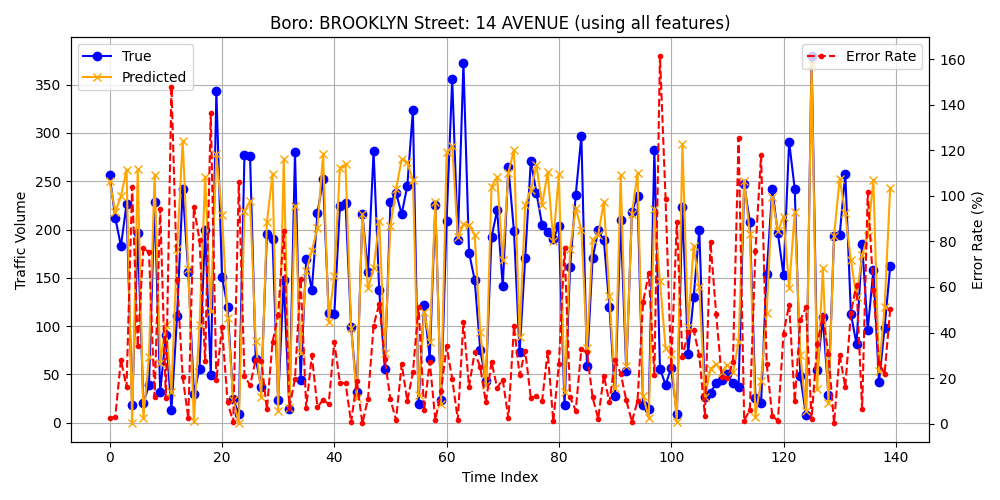 Boro: BROOKLYN Street: 14 AVENUE (using all features)
True
Predicted
Error Rate
Traffic Volume
350
300
250
200
150
100
50
0
160
140
120
100
80
60
40
20
0
Error Rate (%)
0 20 40 60 80 100 120 140
Time Index